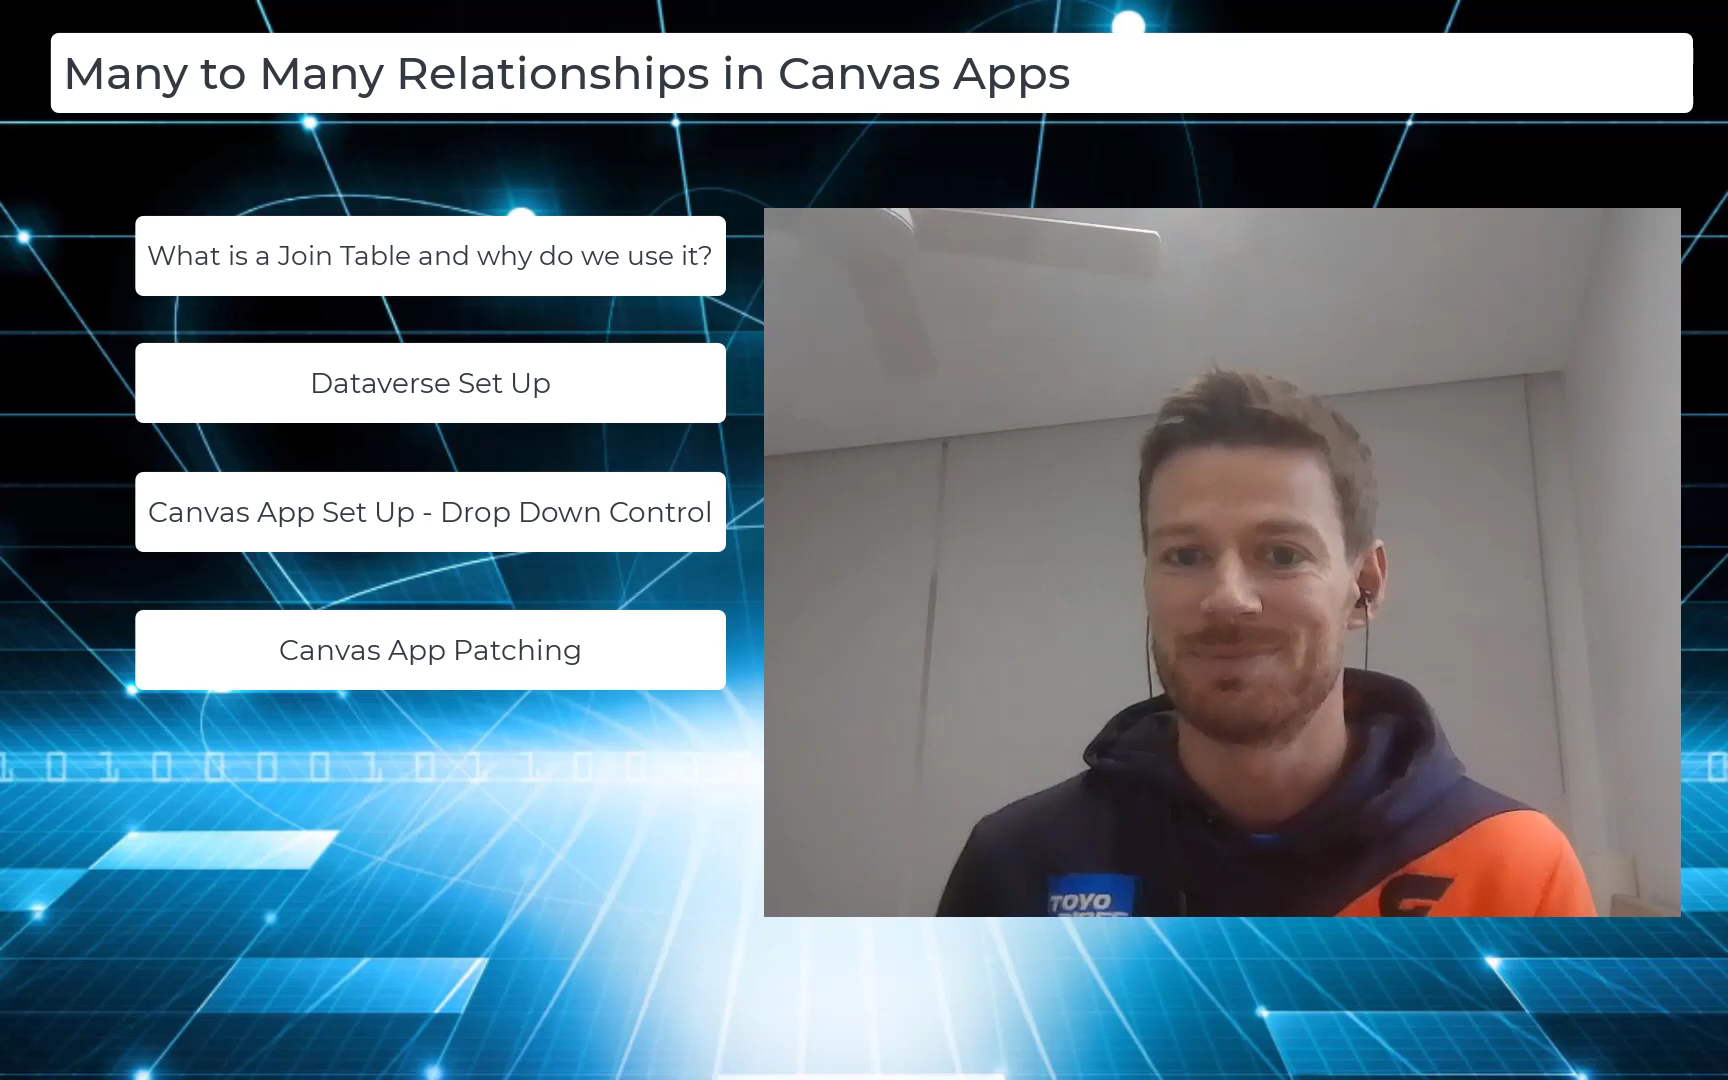 Many to Many Relationships in Canvas Apps
What is a Join Table and why do we use it?
Dataverse Set Up
Canvas App Set Up - Drop Down Control
Canvas App Patching
TOYO